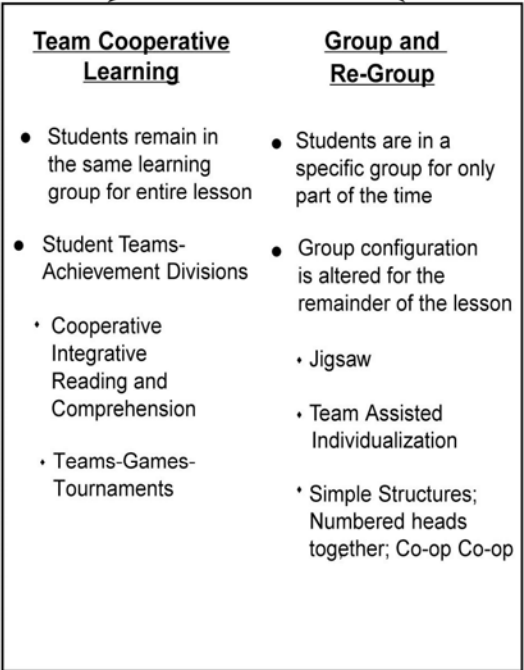 Team Cooperative
Learning
● Students remain in
the same learning
group for entire lesson
● Student Teams-
Achievement Divisions
⬩ Cooperative
Integrative
Reading and
Comprehension
⬩ Teams-Games-
Tournaments
Group and
Re-Group
● Students are in a
specific group for only
part of the time
● Group configuration
is altered for the
remainder of the lesson
⬩ Jigsaw
⬩ Team Assisted
Individualization
⬩ Simple Structures;
Numbered heads
together; Co-op Co-op